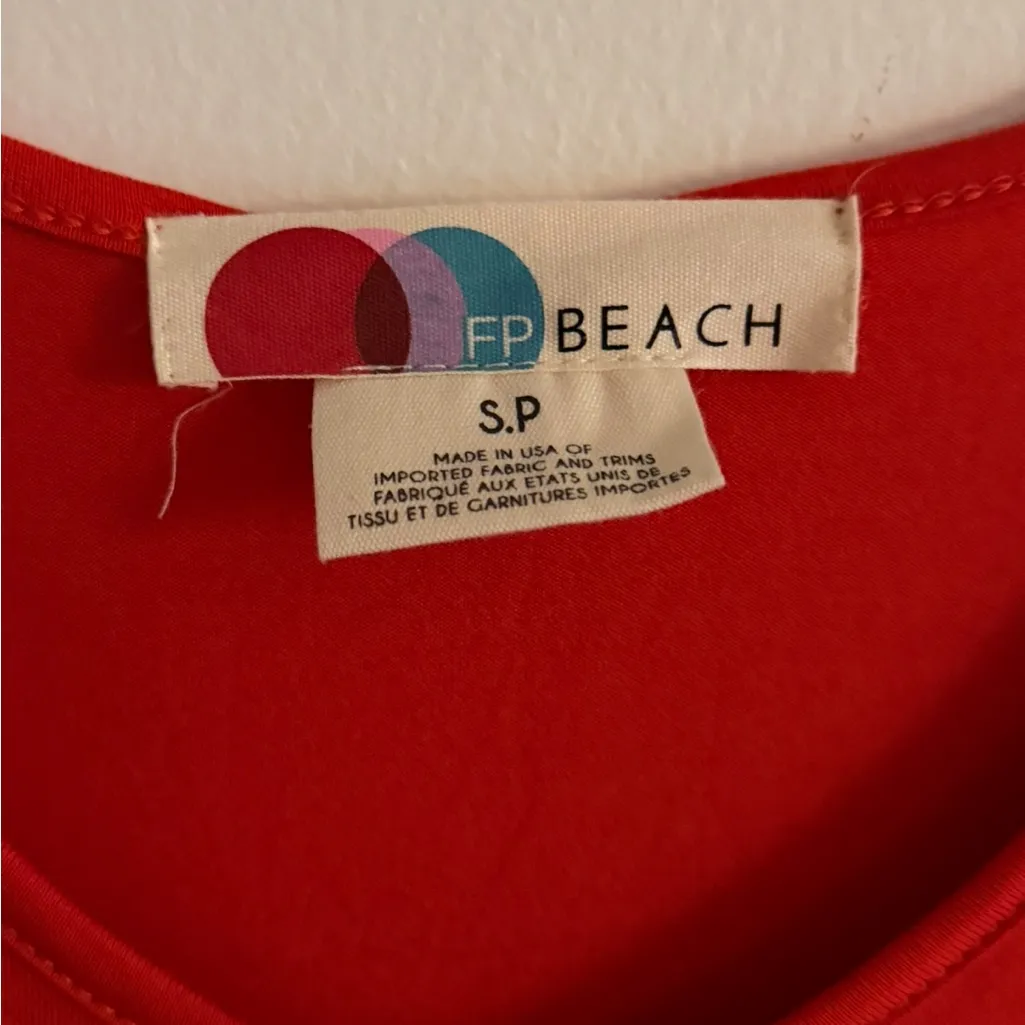 FP BEACH
S.P
MADE IN USA OF
IMPORTED FABRIC AND TRIMS
FABRIQUÉ AUX ETATS UNIS DE
TISSU ET DE GARNITURES IMPORTES